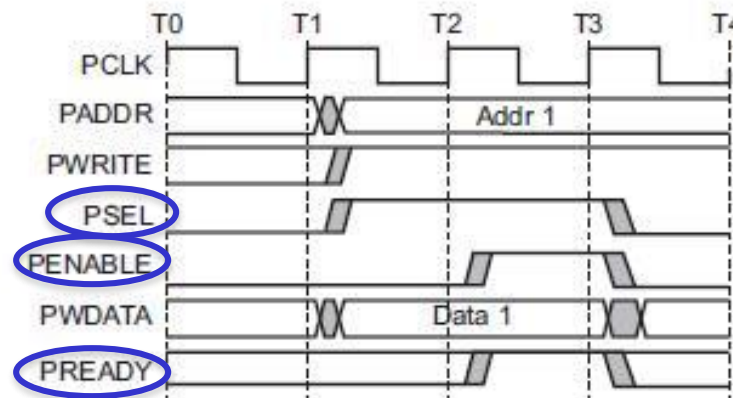 T0 T1 T2 T3 T4
PCLK
PADDR Addr 1
PWRITE
PSEL
PENABLE
PWDATA Data 1
PREADY